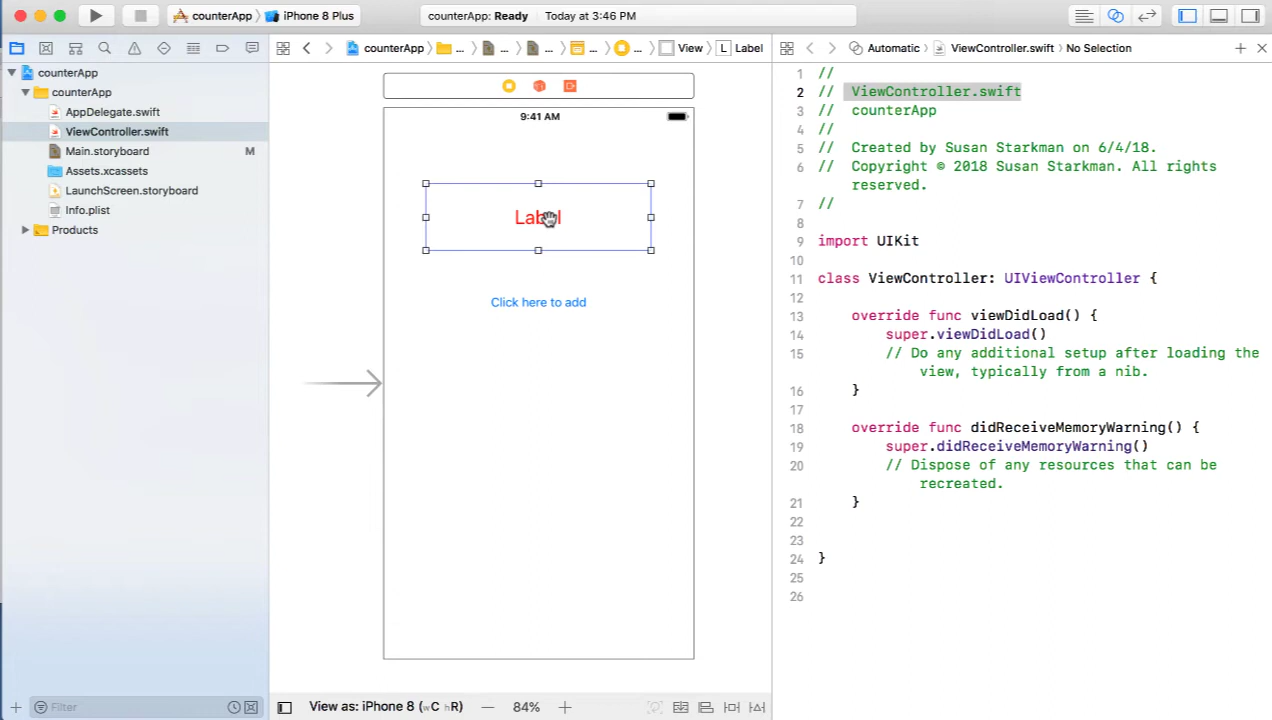 counterApp
iPhone 8 Plus
counterApp: Ready
Today at 3:46 PM
counterApp
...
...
...
...
...
View
L Label
Automatic
ViewController.swift
No Selection
counterApp
counterApp
AppDelegate.swift
ViewController.swift
Main.storyboard
M
Assets.xcassets
LaunchScreen.storyboard
Info.plist
Products
Filter
9:41 AM
Label
Click here to add
View as: iPhone 8 (wC hR)
84%
1 //
2 // ViewController.swift
3 // counterApp
4 //
5 // Created by Susan Starkman on 6/4/18.
6 // Copyright © 2018 Susan Starkman. All rights
reserved.
7 //
8
9 import UIKit
10
11 class ViewController: UIViewController {
12
13 override func viewDidLoad() {
14 super.viewDidLoad()
15 // Do any additional setup after loading the
view, typically from a nib.
16 }
17
18 override func didReceiveMemoryWarning() {
19 super.didReceiveMemoryWarning()
20 // Dispose of any resources that can be
recreated.
21 }
22
23
24 }
25
26